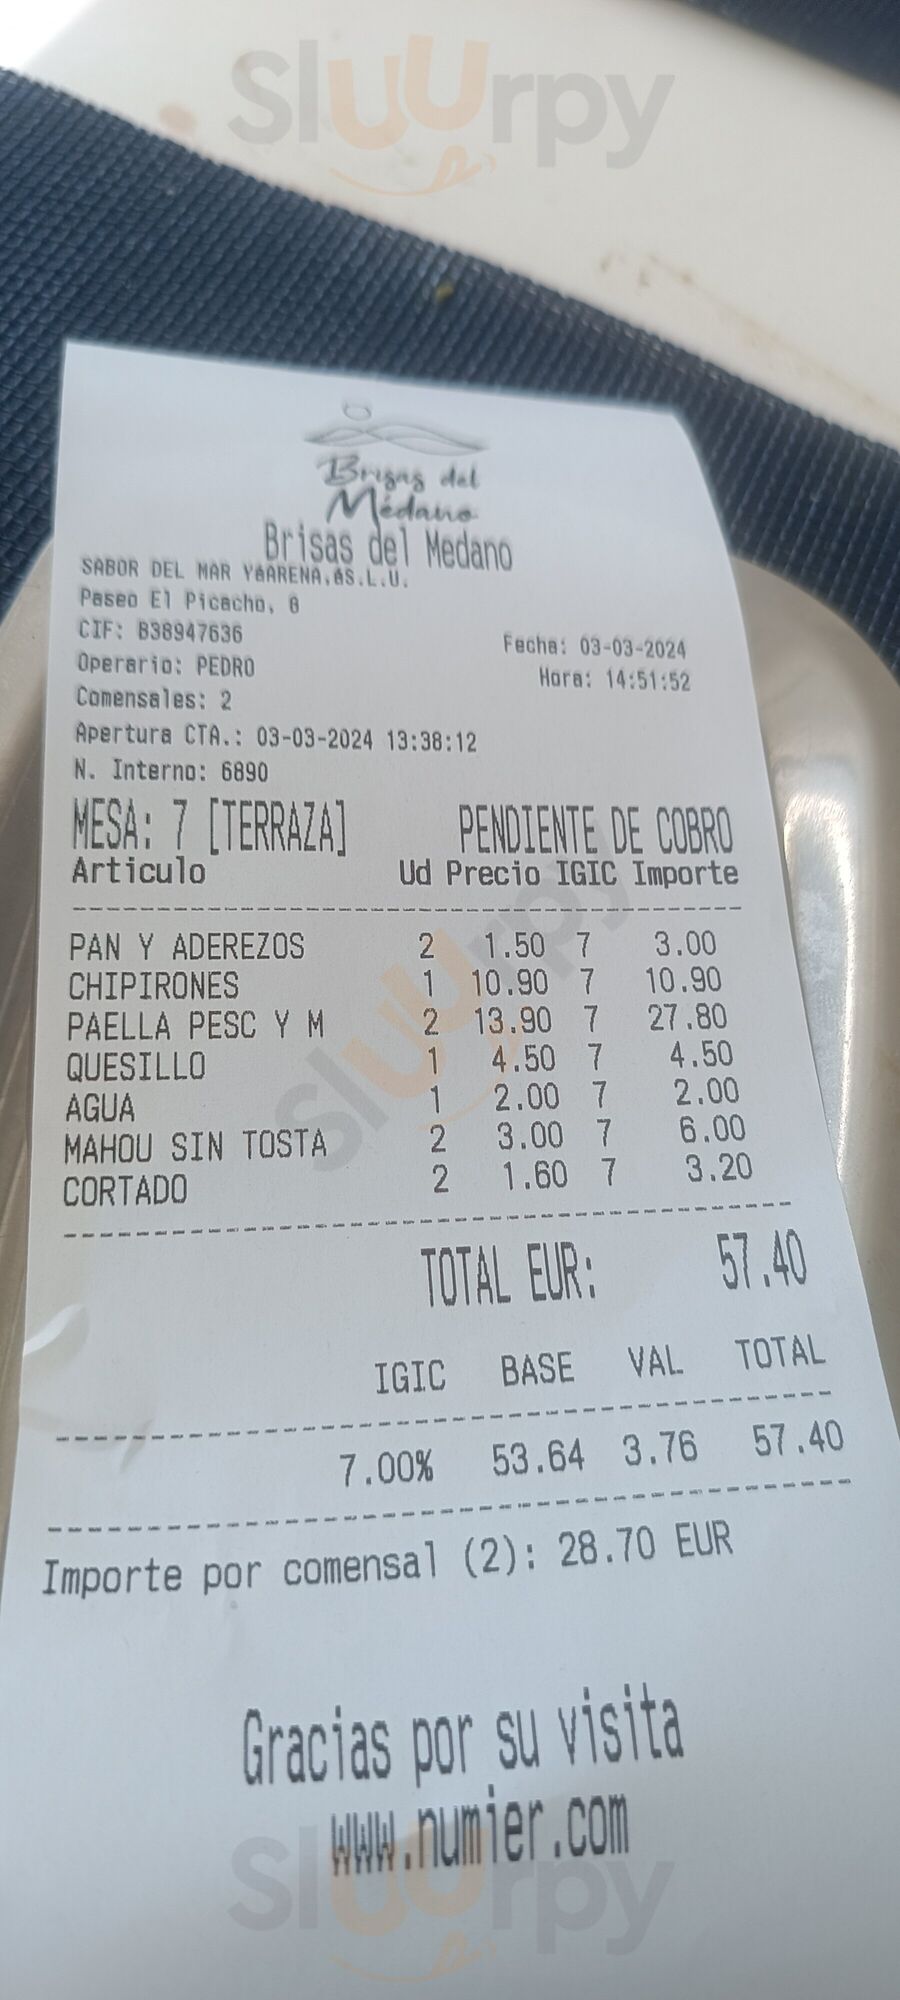 Sluurpy
Brisas del
Médano
Brisas del Medano
SABOR DEL MAR Y&ARENA.&S.L.U.
Paseo El Picacho, 6
CIF: B38947636
Fecha: 03-03-2024
Operario: PEDRO
Hora: 14:51:52
Comensales: 2
Apertura CTA.: 03-03-2024 13:38:12
N. Interno: 6890
MESA: 7 [TERRAZA] PENDIENTE DE COBRO
Articulo Ud Precio IGIC Importe
PAN Y ADEREZOS 2 1.50 7 3.00
CHIPIRONES 1 10.90 7 10.90
PAELLA PESC Y M 2 13.90 7 27.80
QUESILLO 1 4.50 7 4.50
AGUA 1 2.00 7 2.00
MAHOU SIN TOSTA 2 3.00 7 6.00
CORTADO 2 1.60 7 3.20
Sluurpy
TOTAL EUR: 57.40
IGIC BASE VAL TOTAL
7.00% 53.64 3.76 57.40
Importe por comensal (2): 28.70 EUR
Gracias por su visita
www.numier.com
Sluurpy